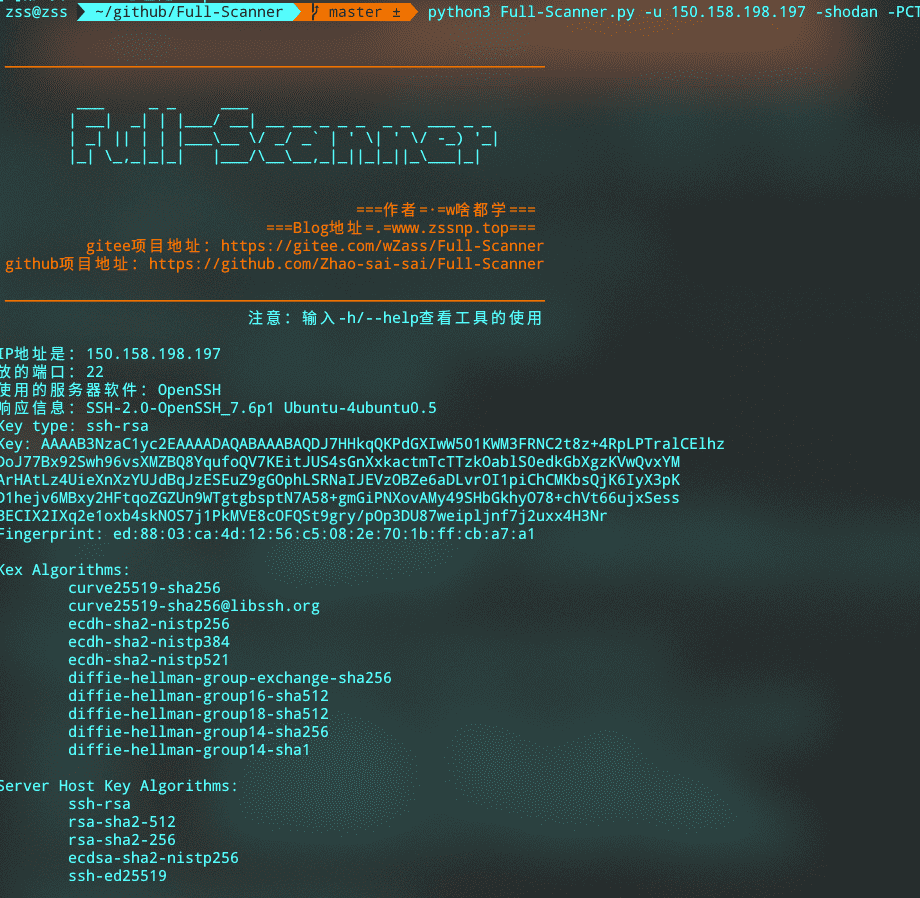 zss@zss ~/github/Full-Scanner master ± python3 Full-Scanner.py -u 150.158.198.197 -shodan -PCT
Full-Scanner
===作者=·=w啥都学===
===Blog地址=.=www.zssnp.top===
gitee项目地址: https://gitee.com/wZass/Full-Scanner
github项目地址: https://github.com/Zhao-sai-sai/Full-Scanner
注意: 输入-h/--help查看工具的使用
IP地址是: 150.158.198.197
放的端口: 22
使用的服务器软件: OpenSSH
响应信息: SSH-2.0-OpenSSH_7.6p1 Ubuntu-4ubuntu0.5
Key type: ssh-rsa
Key: AAAAB3NzaC1yc2EAAAADAQABAAABAQDJ7HHkqQKPdGXIwW501KWM3FRNC2t8z+4RpLPTralCElhz
DoJ77Bx92Swh96vsXMZBQ8YqufoQV7KEitJUS4sGnXxkactmTcTTzkOablS0edkGbXgzKVwQvxYM
ArHAtLz4UieXnXzYUJdBqJzESEuZ9gGOphLSRNaIJEVzOBZe6aDLvrOI1piChCMKbsQjK6IyX3pK
D1hejv6MBxy2HFtqoZGZUn9WTgtgbsptN7A58+gmGiPNXovAMy49SHbGkhyO78+chVt66ujxSess
BECIX2IXq2e1oxb4skNOS7j1PkMVE8cOFQSt9gry/pOp3DU87weipljnf7j2uxx4H3Nr
Fingerprint: ed:88:03:ca:4d:12:56:c5:08:2e:70:1b:ff:cb:a7:a1
Kex Algorithms:
curve25519-sha256
curve25519-sha256@libssh.org
ecdh-sha2-nistp256
ecdh-sha2-nistp384
ecdh-sha2-nistp521
diffie-hellman-group-exchange-sha256
diffie-hellman-group16-sha512
diffie-hellman-group18-sha512
diffie-hellman-group14-sha256
diffie-hellman-group14-sha1
Server Host Key Algorithms:
ssh-rsa
rsa-sha2-512
rsa-sha2-256
ecdsa-sha2-nistp256
ssh-ed25519